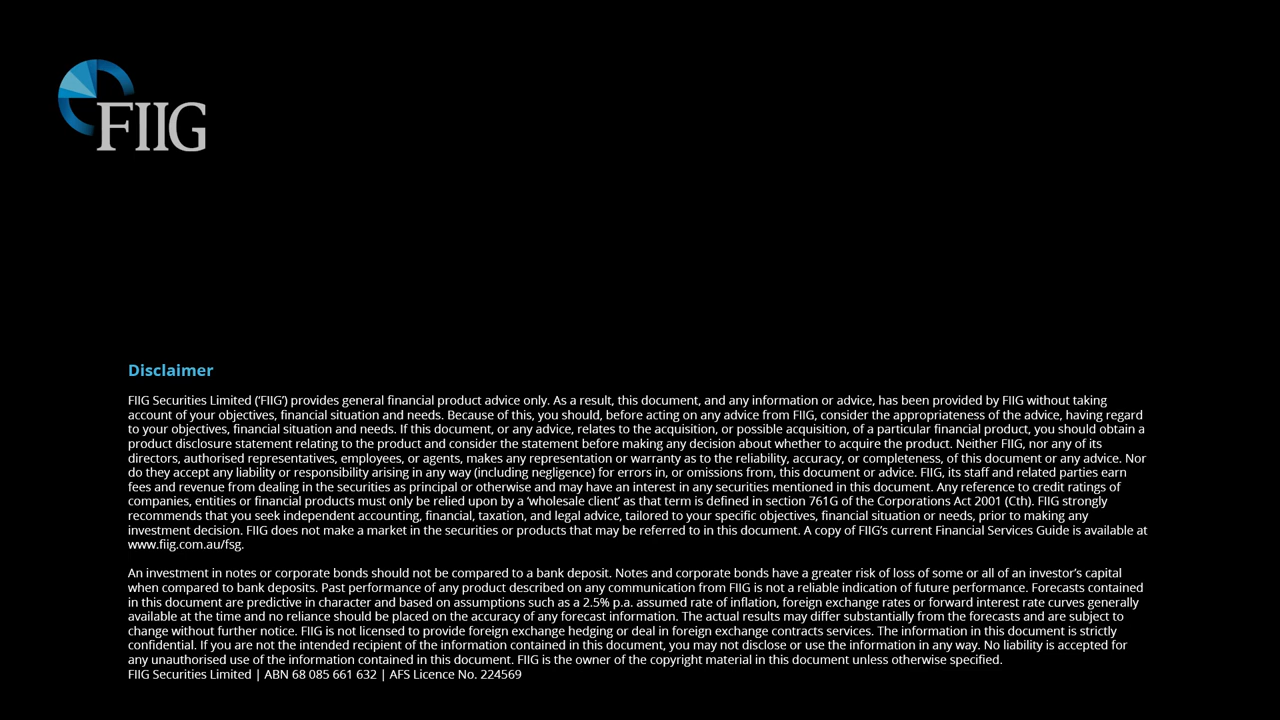 FIIG
Disclaimer
FIIG Securities Limited (‘FIIG’) provides general financial product advice only. As a result, this document, and any information or advice, has been provided by FIIG without taking
account of your objectives, financial situation and needs. Because of this, you should, before acting on any advice from FIIG, consider the appropriateness of the advice, having regard
to your objectives, financial situation and needs. If this document, or any advice, relates to the acquisition, or possible acquisition, of a particular financial product, you should obtain a
product disclosure statement relating to the product and consider the statement before making any decision about whether to acquire the product. Neither FIIG, nor any of its
directors, authorised representatives, employees, or agents, makes any representation or warranty as to the reliability, accuracy, or completeness, of this document or any advice. Nor
do they accept any liability or responsibility arising in any way (including negligence) for errors in, or omissions from, this document or advice. FIIG, its staff and related parties earn
fees and revenue from dealing in the securities as principal or otherwise and may have an interest in any securities mentioned in this document. Any reference to credit ratings of
companies, entities or financial products must only be relied upon by a ‘wholesale client’ as that term is defined in section 761G of the Corporations Act 2001 (Cth). FIIG strongly
recommends that you seek independent accounting, financial, taxation, and legal advice, tailored to your specific objectives, financial situation or needs, prior to making any
investment decision. FIIG does not make a market in the securities or products that may be referred to in this document. A copy of FIIG’s current Financial Services Guide is available at
www.fiig.com.au/fsg.
An investment in notes or corporate bonds should not be compared to a bank deposit. Notes and corporate bonds have a greater risk of loss of some or all of an investor’s capital
when compared to bank deposits. Past performance of any product described on any communication from FIIG is not a reliable indication of future performance. Forecasts contained
in this document are predictive in character and based on assumptions such as a 2.5% p.a. assumed rate of inflation, foreign exchange rates or forward interest rate curves generally
available at the time and no reliance should be placed on the accuracy of any forecast information. The actual results may differ substantially from the forecasts and are subject to
change without further notice. FIIG is not licensed to provide foreign exchange hedging or deal in foreign exchange contracts services. The information in this document is strictly
confidential. If you are not the intended recipient of the information contained in this document, you may not disclose or use the information in any way. No liability is accepted for
any unauthorised use of the information contained in this document. FIIG is the owner of the copyright material in this document unless otherwise specified.
FIIG Securities Limited | ABN 68 085 661 632 | AFS Licence No. 224569